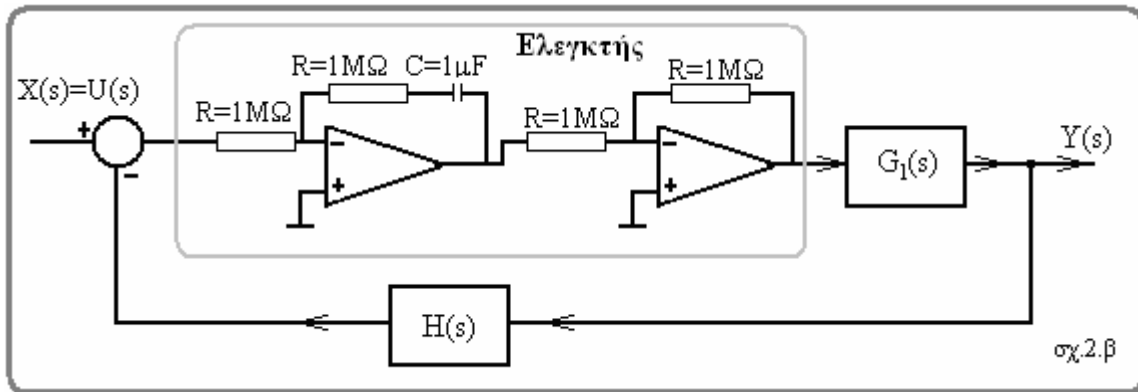 Ελεγκτής
R=1MΩ C=1μF
R=1MΩ
X(s)=U(s)
R=1MΩ
R=1MΩ
+
-
-
+
-
+
G₁(s)
Y(s)
H(s)
σχ.2.β